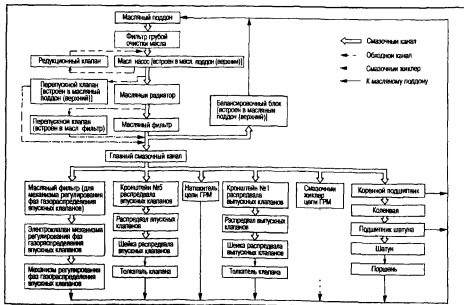 Масляный поддон
Фильтр грубой
очистки масла
Редукционный клапан
Масл насос [встроен в масл. поддон (верхний)]
Перепускной клапан
[встроен в масляный
поддон (верхний)]
Масляный радиатор
Перепускной клапан
(встроен в масл фильтр)
Масляный фильтр
Балансировочный блок
[встроен в масляный
поддон (верхний)]
Смазочный канал
Обходной канал
Смазочный жиклер
К масляному поддону
Главный смазочный канал
Масляный фильтр (для
механизма регулирования
фаз газораспределения
впускных клапанов)
Электроклапан механизма
регулирования фаз
газораспределения
впускных клапанов
Механизм регулирования
фаз газораспределения
впускных клапанов
Кронштейн №5
распредвала впускных
клапанов
Распредвал впускных
клапанов
Шейка распредвала
впускных клапанов
Толкатель клапана
Натяжитель
цепи ГРМ
Кронштейн №1
распредвала
выпускных клапанов
Распредвал выпускных
клапанов
Шейка распредвала
выпускных клапанов
Толкатель клапана
Смазочный
жиклер
цепи ГРМ
Коренной подшипник
Коленвал
Подшипник шатуна
Шатун
Поршень